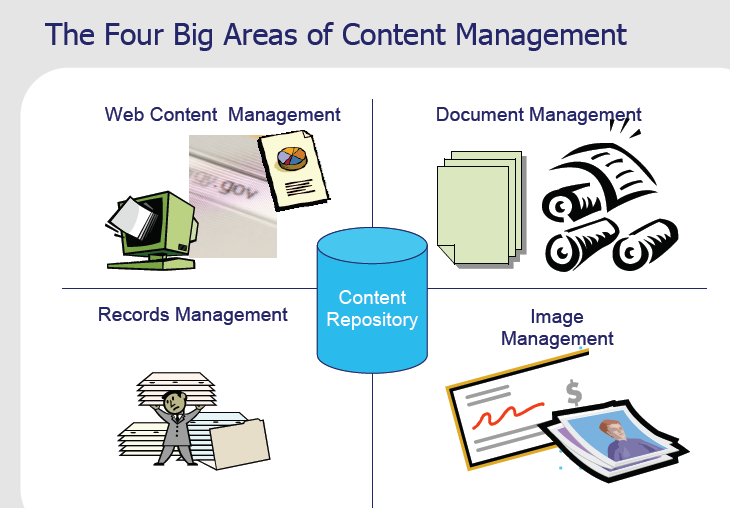 The Four Big Areas of Content Management
Web Content Management
Document Management
gy.gov
Content
Repository
Records Management
Image
Management
$